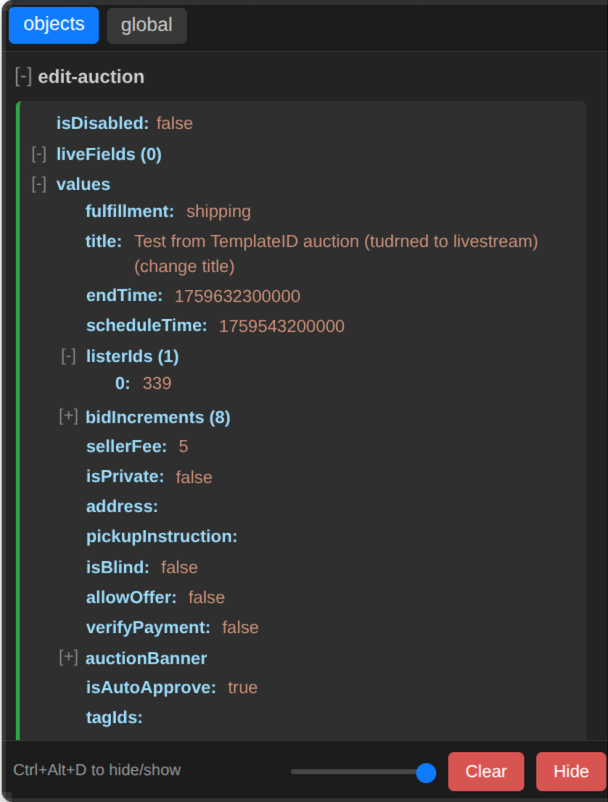 objects global
[-] edit-auction
isDisabled: false
[-] liveFields (0)
[-] values
fulfillment: shipping
title: Test from TemplateID auction (tudrned to livestream)
(change title)
endTime: 1759632300000
scheduleTime: 1759543200000
[-] listerIds (1)
0: 339
[+] bidIncrements (8)
sellerFee: 5
isPrivate: false
address:
pickupInstruction:
isBlind: false
allowOffer: false
verifyPayment: false
[+] auctionBanner
isAutoApprove: true
tagIds:
Ctrl+Alt+D to hide/show Clear Hide